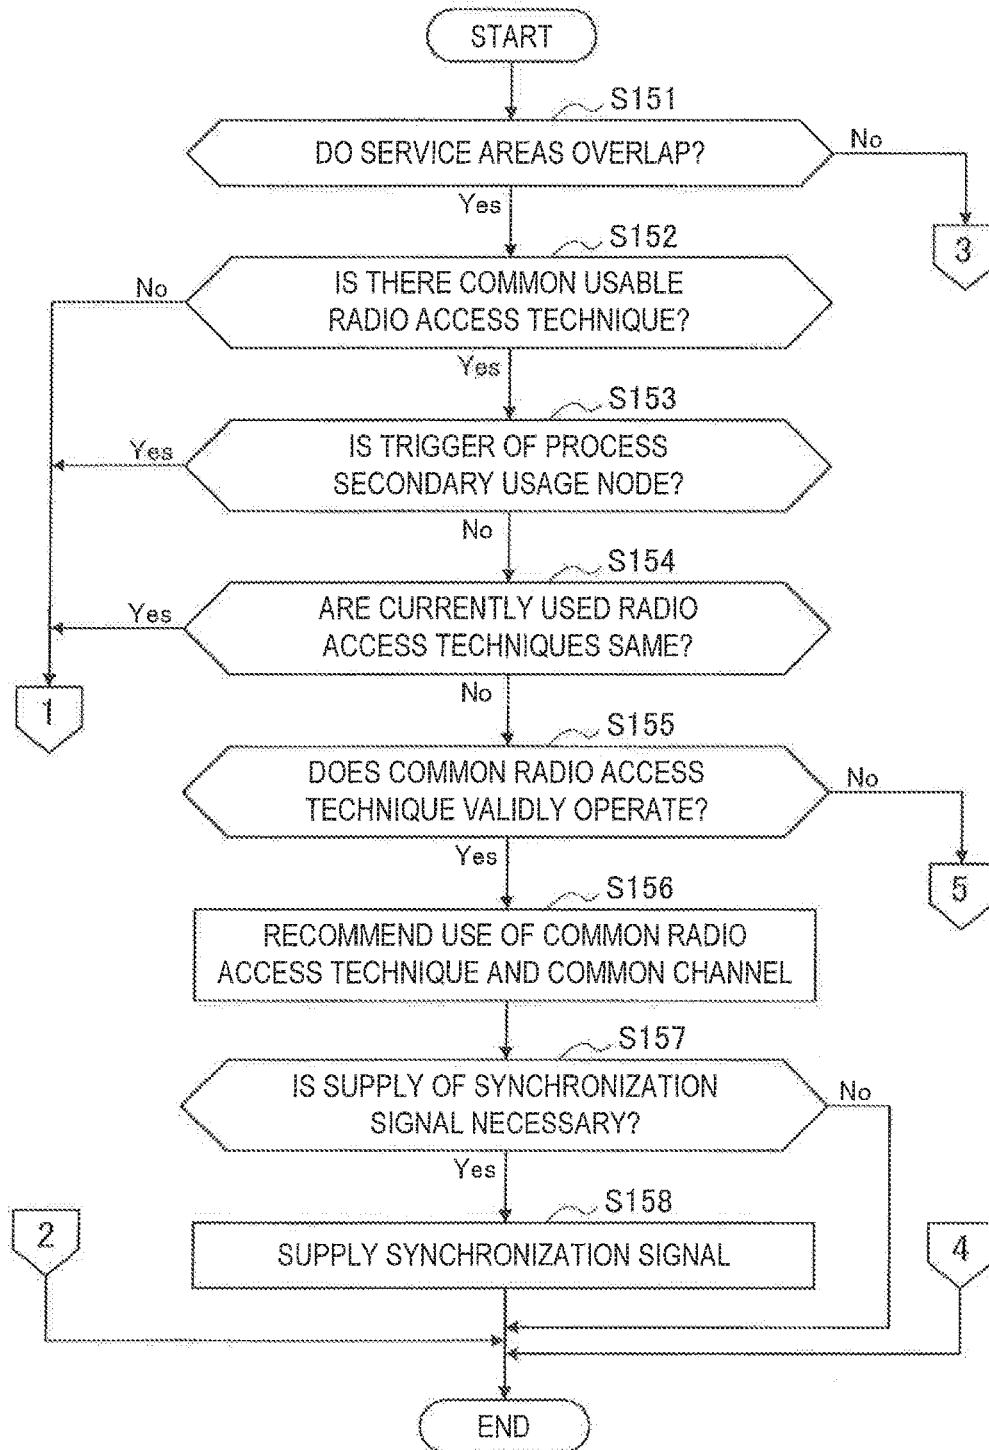 START
S151
DO SERVICE AREAS OVERLAP?
No
Yes
3
S152
IS THERE COMMON USABLE
RADIO ACCESS TECHNIQUE?
No
Yes
S153
IS TRIGGER OF PROCESS
SECONDARY USAGE NODE?
Yes
No
S154
ARE CURRENTLY USED RADIO
ACCESS TECHNIQUES SAME?
Yes
No
1
S155
DOES COMMON RADIO ACCESS
TECHNIQUE VALIDLY OPERATE?
No
Yes
5
S156
RECOMMEND USE OF COMMON RADIO
ACCESS TECHNIQUE AND COMMON CHANNEL
S157
IS SUPPLY OF SYNCHRONIZATION
SIGNAL NECESSARY?
No
Yes
S158
2
SUPPLY SYNCHRONIZATION SIGNAL
4
END